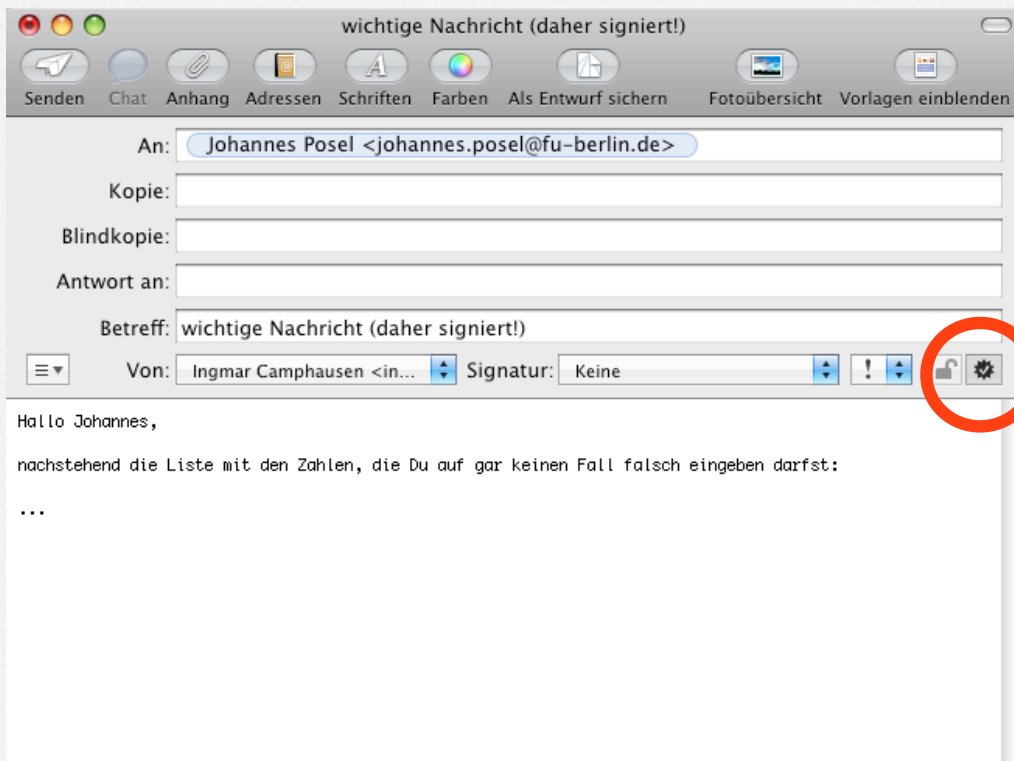 wichtige Nachricht (daher signiert!)
Senden Chat Anhang Adressen Schriften Farben Als Entwurf sichern Fotoübersicht Vorlagen einblenden
An: Johannes Posel <johannes.posel@fu-berlin.de>
Kopie:
Blindkopie:
Antwort an:
Betreff: wichtige Nachricht (daher signiert!)
Von: Ingmar Camphausen <in... Signatur: Keine !
Hallo Johannes,
nachstehend die Liste mit den Zahlen, die Du auf gar keinen Fall falsch eingeben darfst:
...